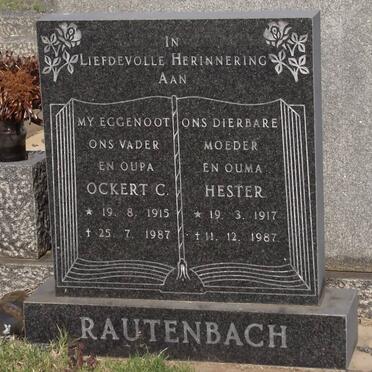 IN
LIEFDEVOLLE HERINNERING
AAN
MY EGGENOOT
ONS VADER
EN OUPA
OCKERT C.
★ 19. 8. 1915
† 25. 7. 1987
ONS DIERBARE
MOEDER
EN OUMA
HESTER
★ 19. 3. 1917
† 11. 12. 1987
RAUTENBACH